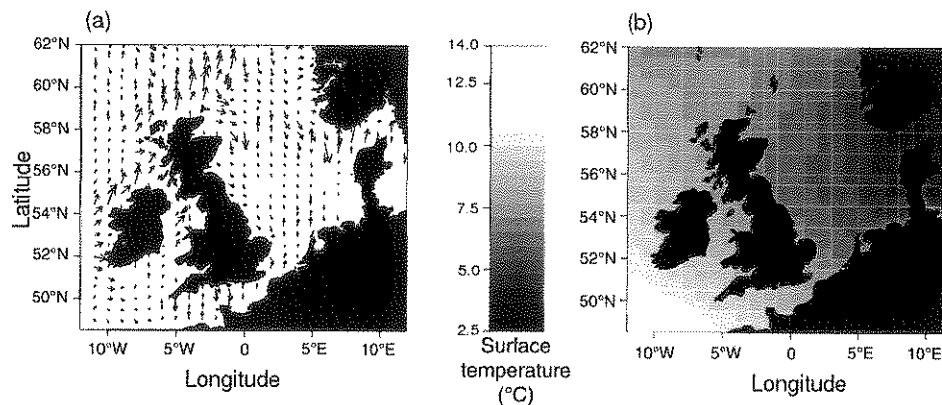 (a)
62°N
60°N
58°N
56°N
54°N
52°N
50°N
Latitude
10°W
5°W
0
5°E
10°E
Longitude
14.0
12.5
10.0
7.5
5.0
2.5
Surface
temperature
(°C)
(b)
62°N
60°N
58°N
56°N
54°N
52°N
50°N
10°W
5°W
0
5°E
10°E
Longitude